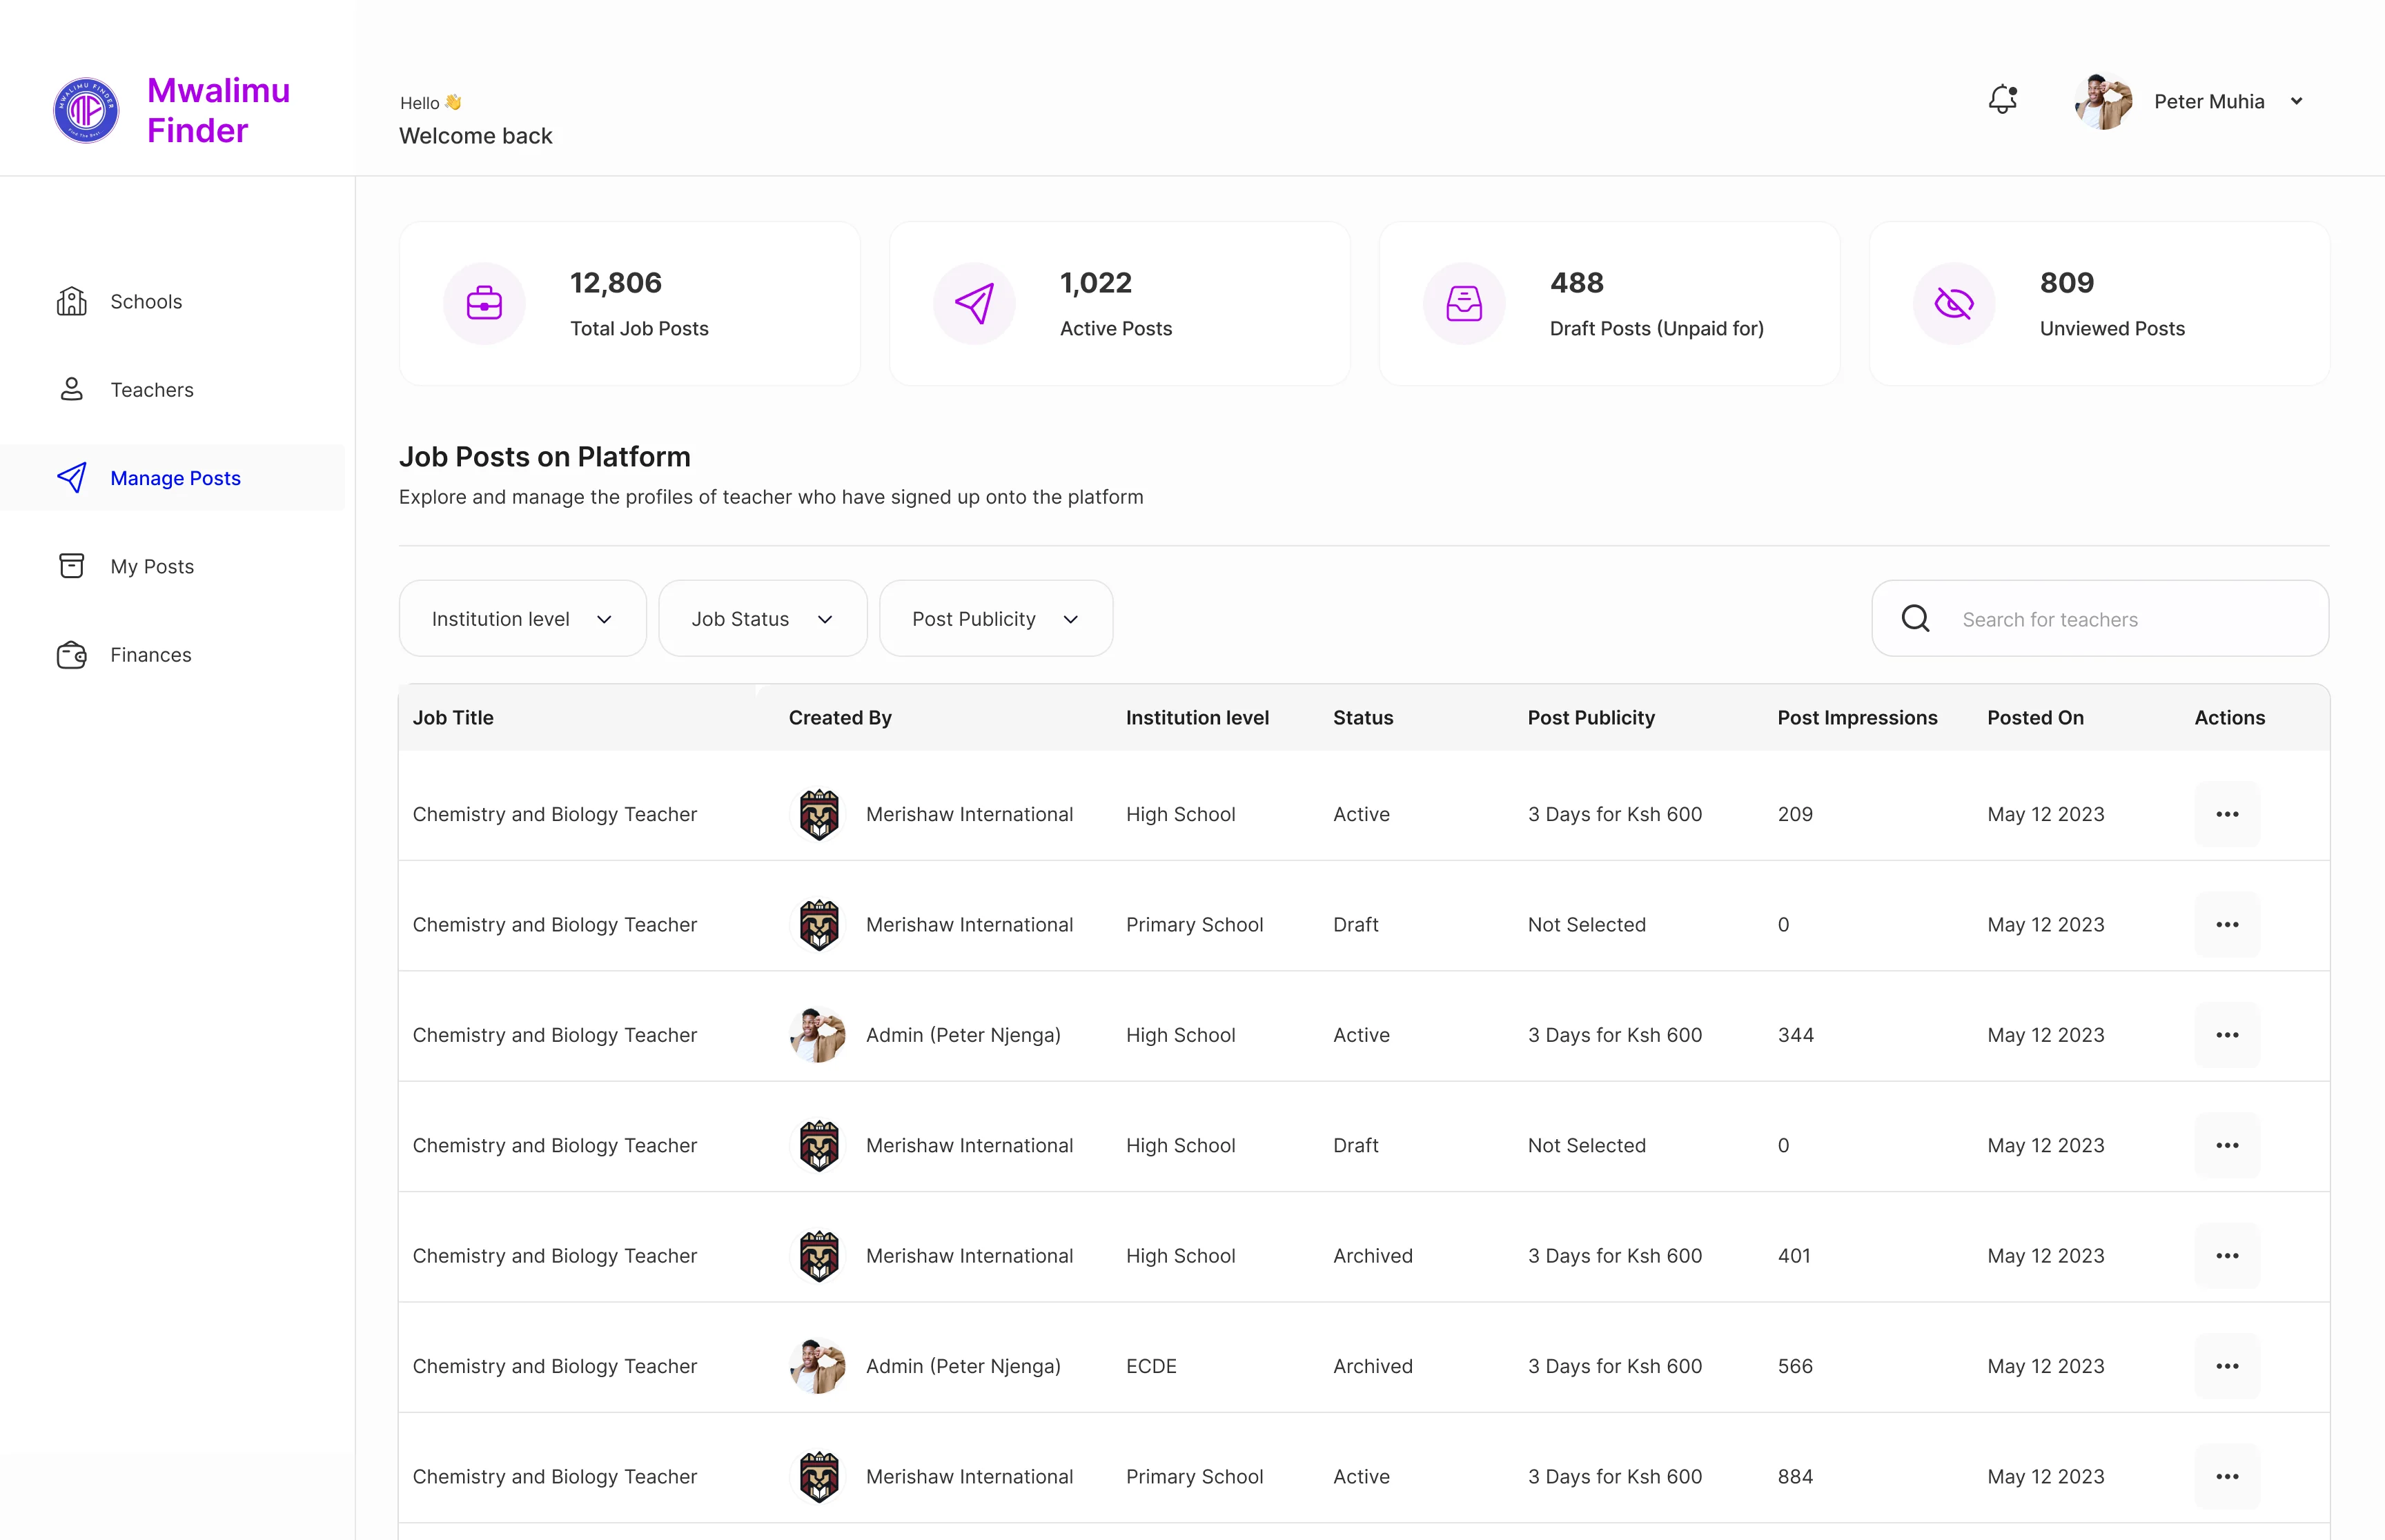 MWALIMU FINDER
Find The Best
Mwalimu
Finder
Hello 👋
Welcome back
Peter Muhia
Schools
Teachers
Manage Posts
My Posts
Finances
12,806
Total Job Posts
1,022
Active Posts
488
Draft Posts (Unpaid for)
809
Unviewed Posts
Job Posts on Platform
Explore and manage the profiles of teacher who have signed up onto the platform
Institution level Job Status Post Publicity Search for teachers
Job Title Created By Institution level Status Post Publicity Post Impressions Posted On Actions
Chemistry and Biology Teacher Merishaw International High School Active 3 Days for Ksh 600 209 May 12 2023
Chemistry and Biology Teacher Merishaw International Primary School Draft Not Selected 0 May 12 2023
Chemistry and Biology Teacher Admin (Peter Njenga) High School Active 3 Days for Ksh 600 344 May 12 2023
Chemistry and Biology Teacher Merishaw International High School Draft Not Selected 0 May 12 2023
Chemistry and Biology Teacher Merishaw International High School Archived 3 Days for Ksh 600 401 May 12 2023
Chemistry and Biology Teacher Admin (Peter Njenga) ECDE Archived 3 Days for Ksh 600 566 May 12 2023
Chemistry and Biology Teacher Merishaw International Primary School Active 3 Days for Ksh 600 884 May 12 2023